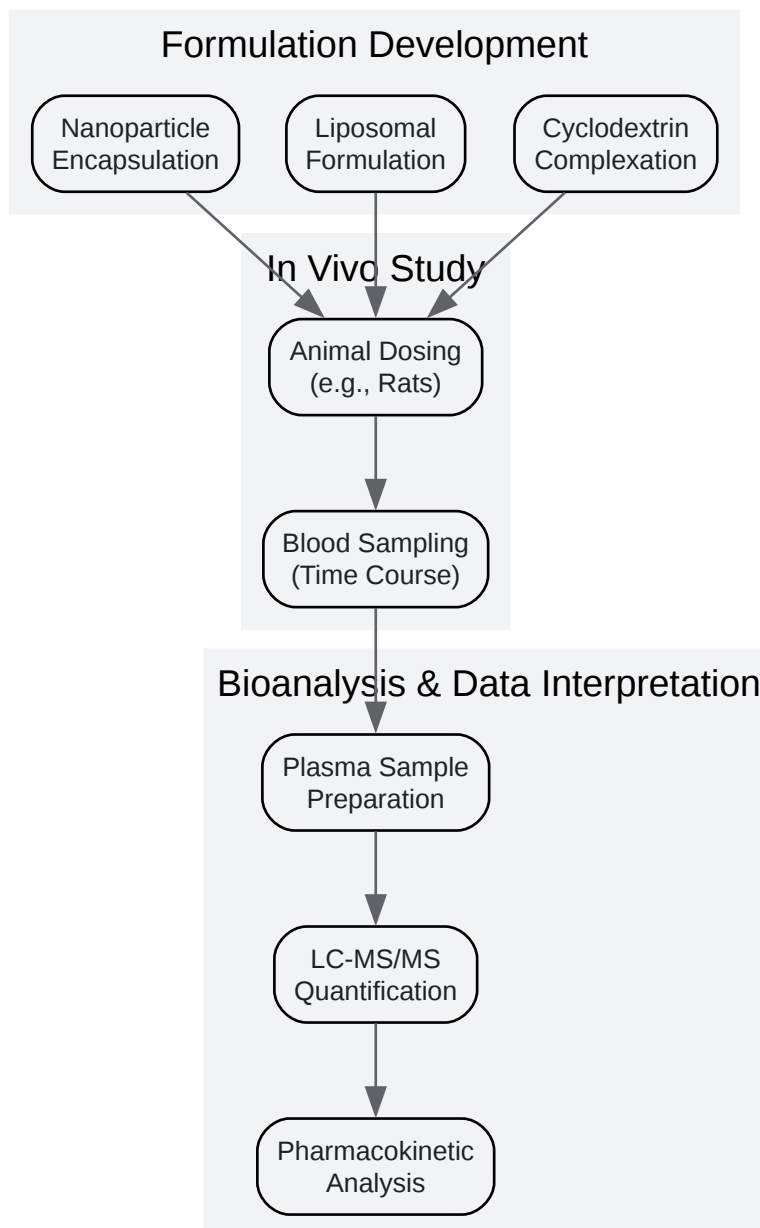 Formulation Development
Nanoparticle
Encapsulation
Liposomal
Formulation
Cyclodextrin
Complexation
In Vivo Study
Animal Dosing
(e.g., Rats)
Blood Sampling
(Time Course)
Bioanalysis & Data Interpretation
Plasma Sample
Preparation
LC-MS/MS
Quantification
Pharmacokinetic
Analysis